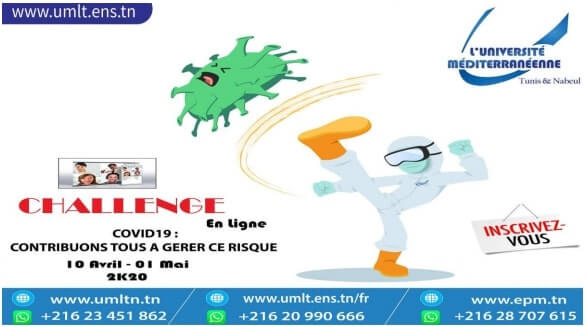 www.umlt.ens.tn
L'UNIVERSITÉ
MÉDITERRANÉENNE
Tunis & Nabeul
CHALLENGE
En Ligne
COVID19 :
CONTRIBUONS TOUS A GERER CE RISQUE
10 Avril - 01 Mai
2K20
INSCRIVEZ-
VOUS
www.umltn.tn
+216 23 451 862
www.umlt.ens.tn/fr
+216 20 990 666
www.epm.tn
+216 28 707 615